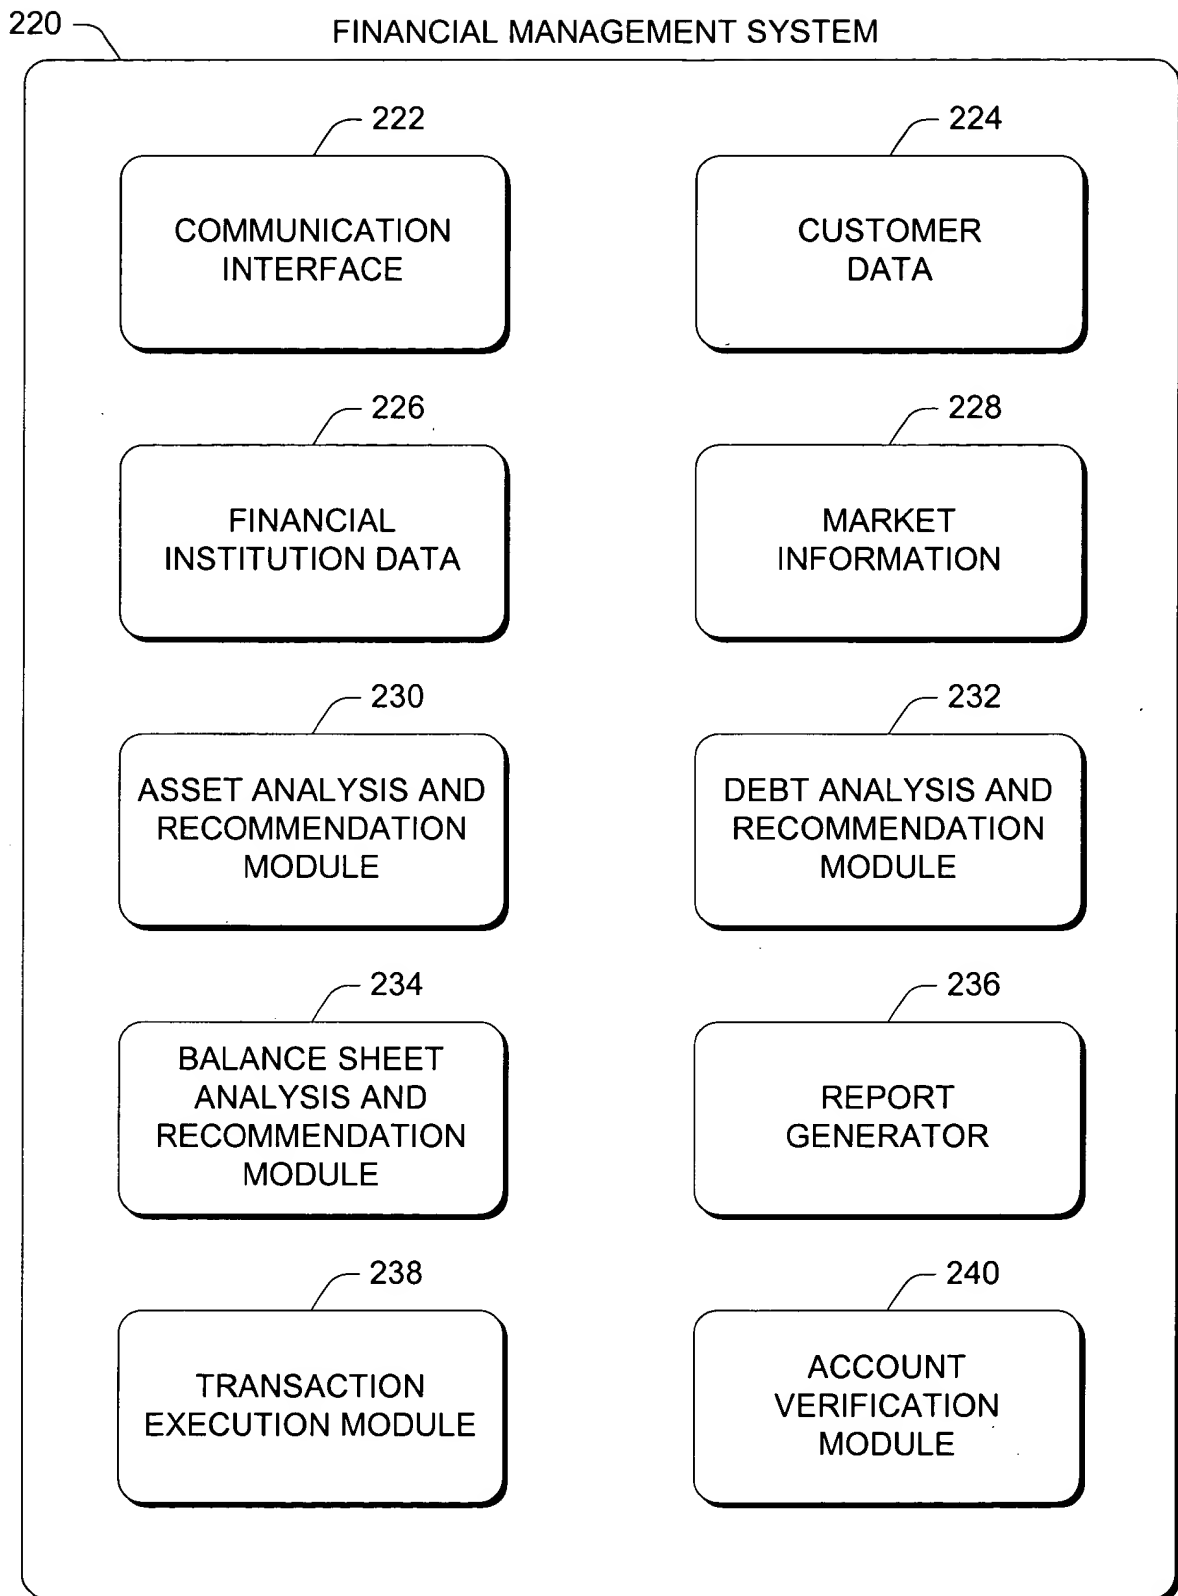 220
FINANCIAL MANAGEMENT SYSTEM
222
224
COMMUNICATION
INTERFACE
CUSTOMER
DATA
226
228
FINANCIAL
INSTITUTION DATA
MARKET
INFORMATION
230
232
ASSET ANALYSIS AND
RECOMMENDATION
MODULE
DEBT ANALYSIS AND
RECOMMENDATION
MODULE
234
236
BALANCE SHEET
ANALYSIS AND
RECOMMENDATION
MODULE
REPORT
GENERATOR
238
240
TRANSACTION
EXECUTION MODULE
ACCOUNT
VERIFICATION
MODULE